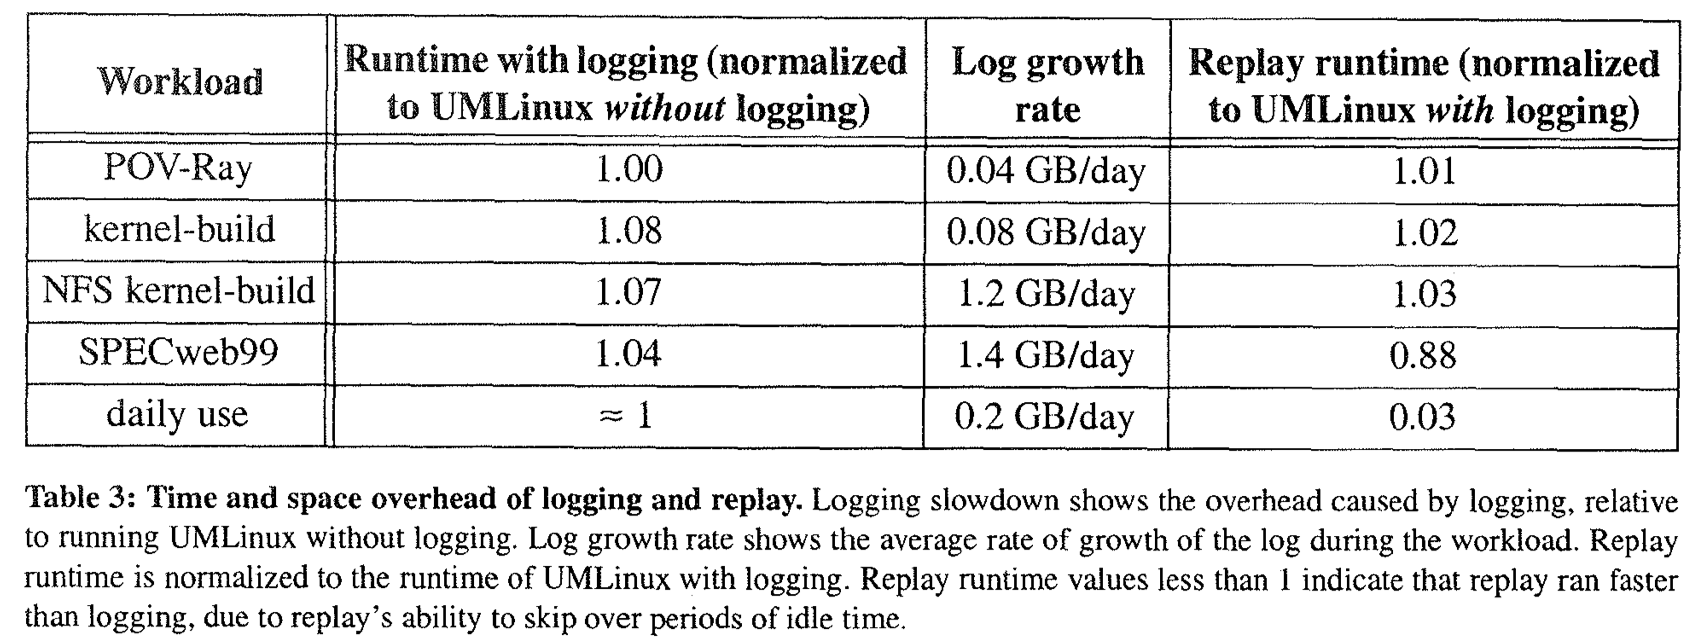 Workload Runtime with logging (normalized to UMLinux without logging) Log growth rate Replay runtime (normalized to UMLinux with logging)
POV-Ray 1.00 0.04 GB/day 1.01
kernel-build 1.08 0.08 GB/day 1.02
NFS kernel-build 1.07 1.2 GB/day 1.03
SPECweb99 1.04 1.4 GB/day 0.88
daily use ≈ 1 0.2 GB/day 0.03
Table 3: Time and space overhead of logging and replay. Logging slowdown shows the overhead caused by logging, relative
to running UMLinux without logging. Log growth rate shows the average rate of growth of the log during the workload. Replay
runtime is normalized to the runtime of UMLinux with logging. Replay runtime values less than 1 indicate that replay ran faster
than logging, due to replay's ability to skip over periods of idle time.